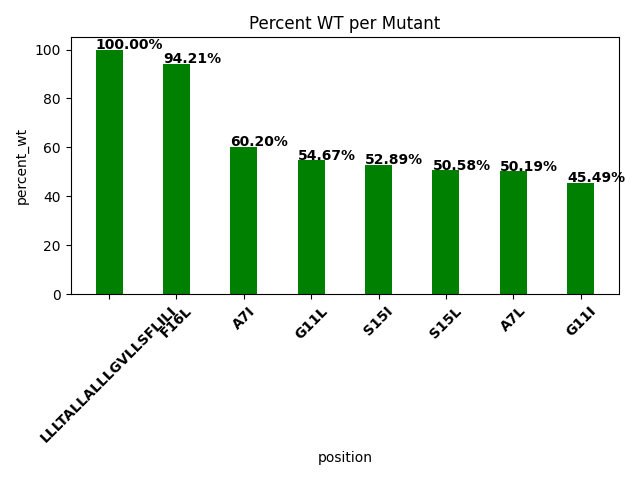 Percent WT per Mutant
percent_wt
100
80
60
40
20
0
100.00%
94.21%
60.20%
54.67%
52.89%
50.58%
50.19%
45.49%
LLLTALLALLLGVLLSFLILI
F16L
A7I
G11L
S15I
S15L
A7L
G11I
position